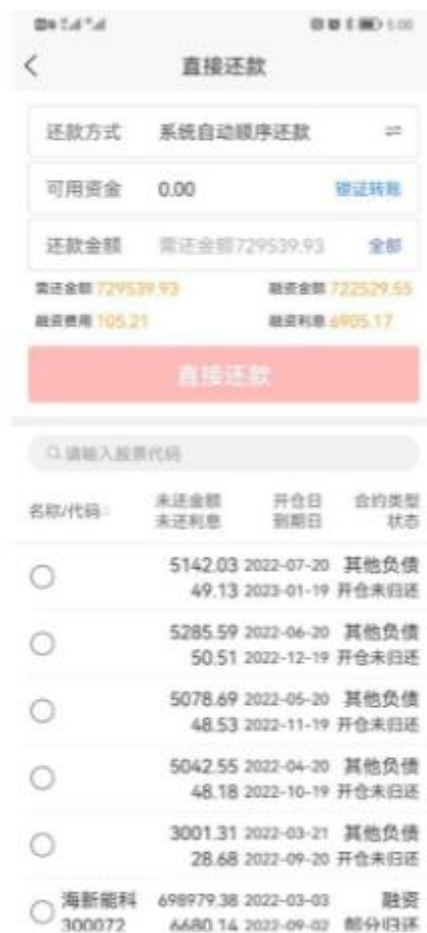 5:00
直接还款
还款方式 系统自动顺序还款
可用资金 0.00 银证转账
还款金额 需还金额729539.93 全部
需还金额 729539.93 融资金额 722529.55
融资费用 105.21 融资利息 6905.17
直接还款
请输入股票代码
名称/代码 未还金额 开仓日 合约类型
未还利息 到期日 状态
5142.03 2022-07-20 其他负债
49.13 2023-01-19 开仓未归还
5285.59 2022-06-20 其他负债
50.51 2022-12-19 开仓未归还
5078.69 2022-05-20 其他负债
48.53 2022-11-19 开仓未归还
5042.55 2022-04-20 其他负债
48.18 2022-10-19 开仓未归还
3001.31 2022-03-21 其他负债
28.68 2022-09-20 开仓未归还
海新能科 698979.38 2022-03-03 融资
300072 6680.14 2022-09-02 部分归还